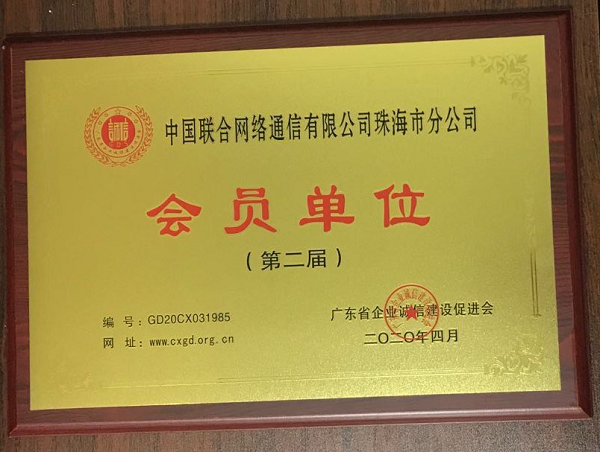 誠信
中国联合网络通信有限公司珠海市分公司
会员单位
（第二届）
编 号：GD20CX031985
网 址：www.cxgd.org.cn
广东省企业诚信建设促进会
二〇二〇年四月